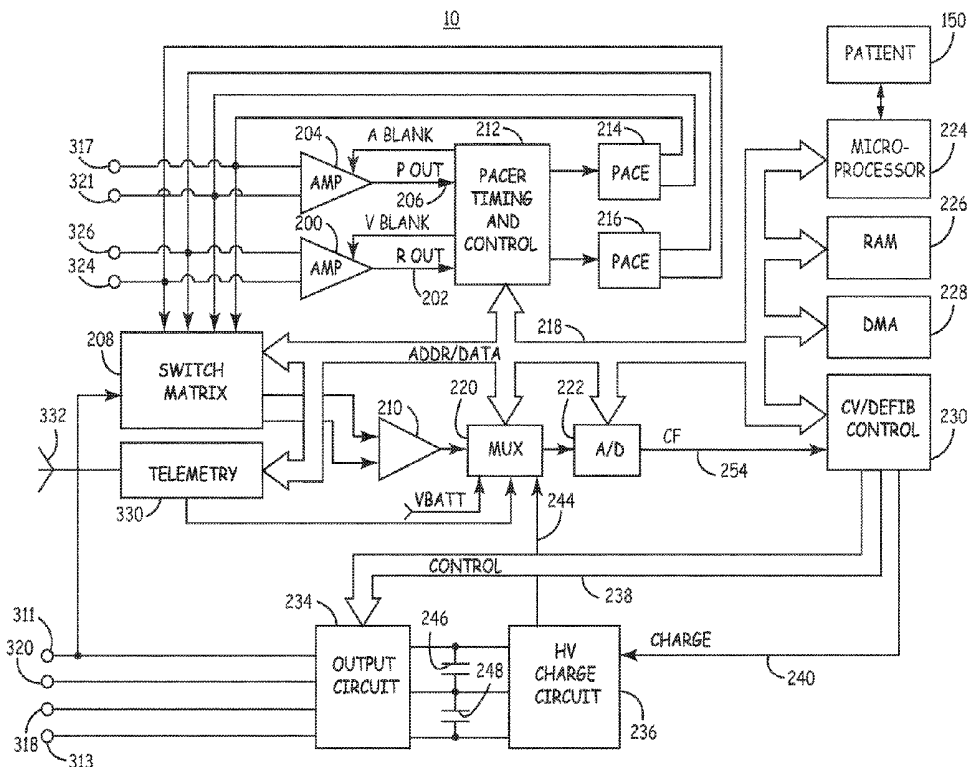 10
150
PATIENT
204
A BLANK
212
214
224
317
AMP
P OUT
PACER
TIMING
AND
CONTROL
PACE
MICRO-
PROCESSOR
321
206
200
V BLANK
216
226
326
AMP
R OUT
PACE
RAM
324
202
228
218
DMA
208
SWITCH
MATRIX
ADDR/DATA
210
220
222
CV/DEFIB
CONTROL
230
332
MUX
A/D
CF
254
TELEMETRY
330
VBATT
244
CONTROL
238
311
234
246
HV
CHARGE
CIRCUIT
CHARGE
240
320
OUTPUT
CIRCUIT
248
236
318
313